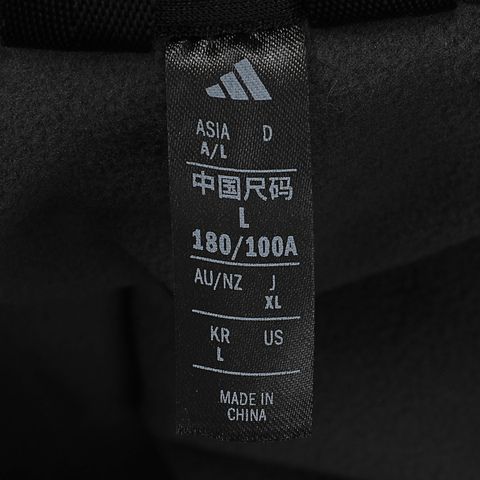 ASIA D
A/L
中国尺码
L
180/100A
AU/NZ J
XL
KR US
L
MADE IN
CHINA